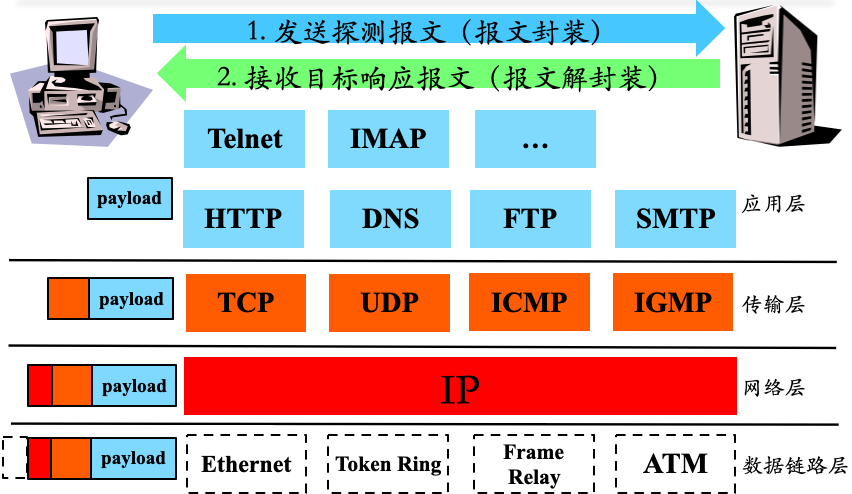 1. 发送探测报文（报文封装）
2. 接收目标响应报文（报文解封装）
Telnet IMAP …
payload HTTP DNS FTP SMTP 应用层
payload TCP UDP ICMP IGMP 传输层
payload IP 网络层
payload Ethernet Token Ring Frame Relay ATM 数据链路层